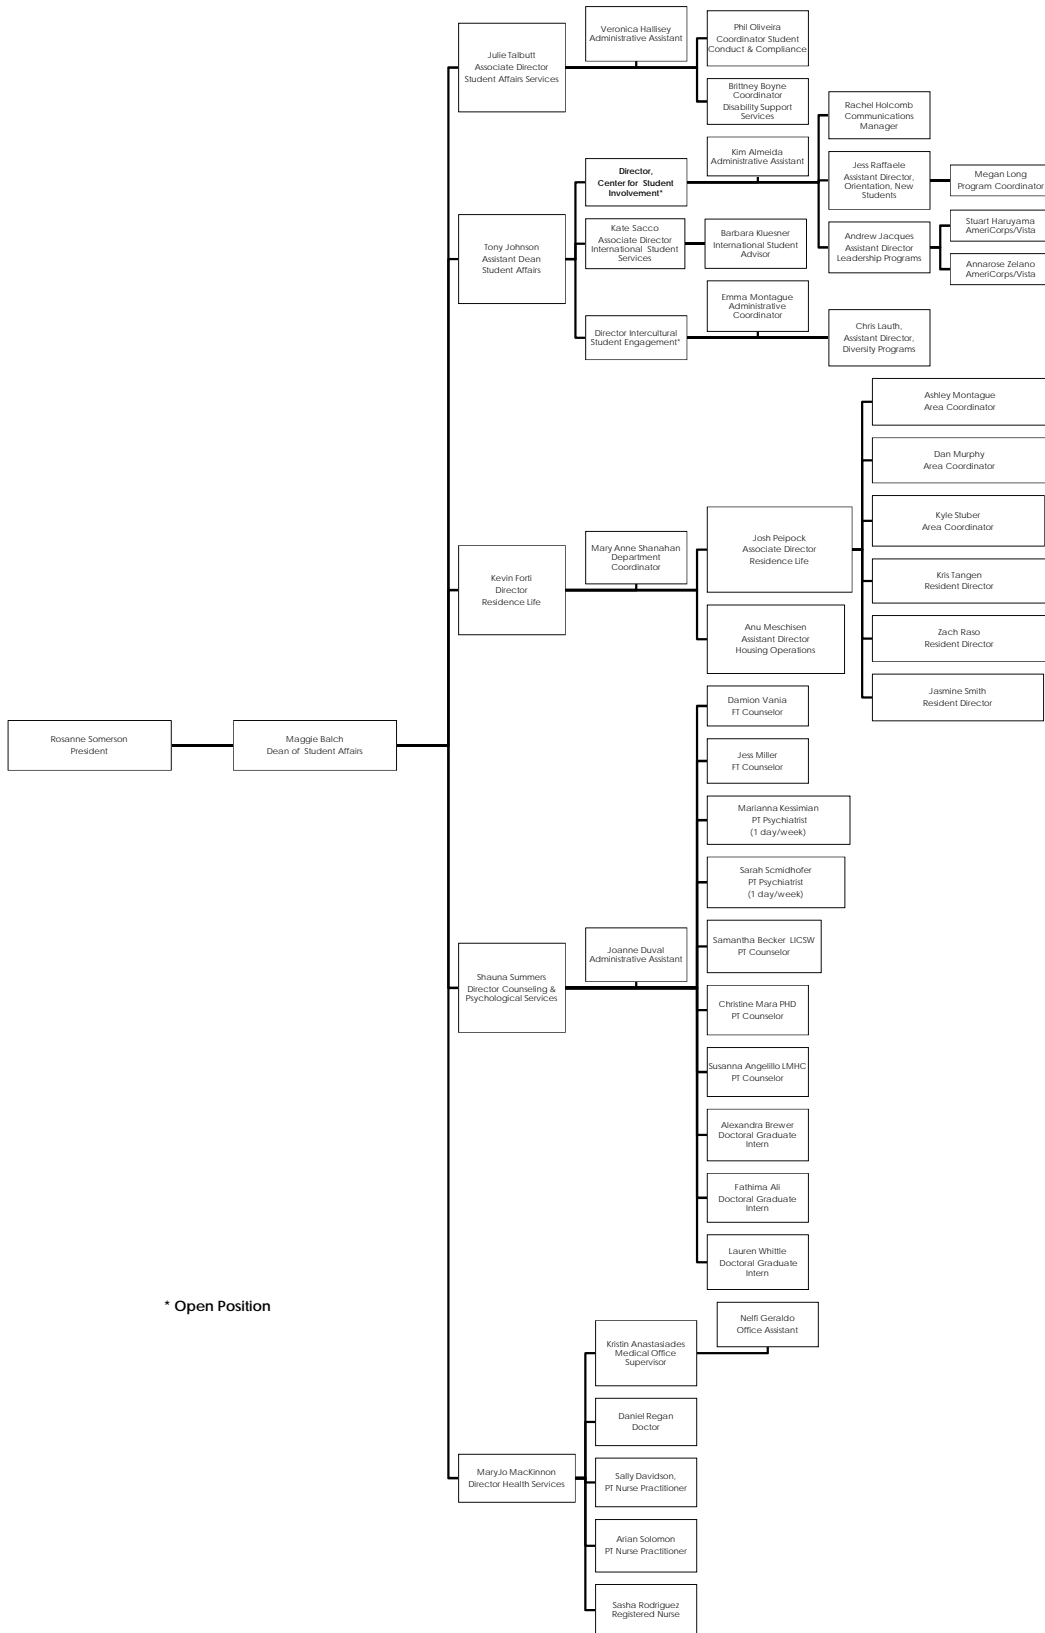 Veronica Hallisey
Administrative Assistant
Phil Oliveira
Coordinator Student
Conduct & Compliance
Julie Talbutt
Associate Director
Student Affairs Services
Brittney Boyne
Coordinator
Disability Support
Services
Rachel Holcomb
Communications
Manager
Kim Almeida
Administrative Assistant
Director,
Center for Student
Involvement*
Jess Raffaele
Assistant Director,
Orientation, New
Students
Megan Long
Program Coordinator
Tony Johnson
Assistant Dean
Student Affairs
Kate Sacco
Associate Director
International Student
Services
Barbara Kluesner
International Student
Advisor
Andrew Jacques
Assistant Director
Leadership Programs
Stuart Haruyama
AmeriCorps/Vista
Annarose Zelano
AmeriCorps/Vista
Emma Montague
Administrative
Coordinator
Director Intercultural
Student Engagement*
Chris Lauth,
Assistant Director,
Diversity Programs
Ashley Montague
Area Coordinator
Dan Murphy
Area Coordinator
Kyle Stuber
Area Coordinator
Mary Anne Shanahan
Department
Coordinator
Josh Peipock
Associate Director
Residence Life
Kevin Forti
Director
Residence Life
Kris Tangen
Resident Director
Anu Meschisen
Assistant Director
Housing Operations
Zach Raso
Resident Director
Jasmine Smith
Resident Director
Rosanne Somerson
President
Maggie Balch
Dean of Student Affairs
Damion Vania
FT Counselor
Jess Miller
FT Counselor
Marianna Kessimian
PT Psychiatrist
(1 day/week)
Sarah Scmidhofer
PT Psychiatrist
(1 day/week)
Joanne Duval
Administrative Assistant
Samantha Becker LICSW
PT Counselor
Shauna Summers
Director Counseling &
Psychological Services
Christine Mara PHD
PT Counselor
Susanna Angelillo LMHC
PT Counselor
Alexandra Brewer
Doctoral Graduate
Intern
Fathima Ali
Doctoral Graduate
Intern
Lauren Whittle
Doctoral Graduate
Intern
* Open Position
Nelfi Geraldo
Office Assistant
Kristin Anastasiades
Medical Office
Supervisor
Daniel Regan
Doctor
MaryJo MacKinnon
Director Health Services
Sally Davidson,
PT Nurse Practitioner
Arian Solomon
PT Nurse Practitioner
Sasha Rodriguez
Registered Nurse